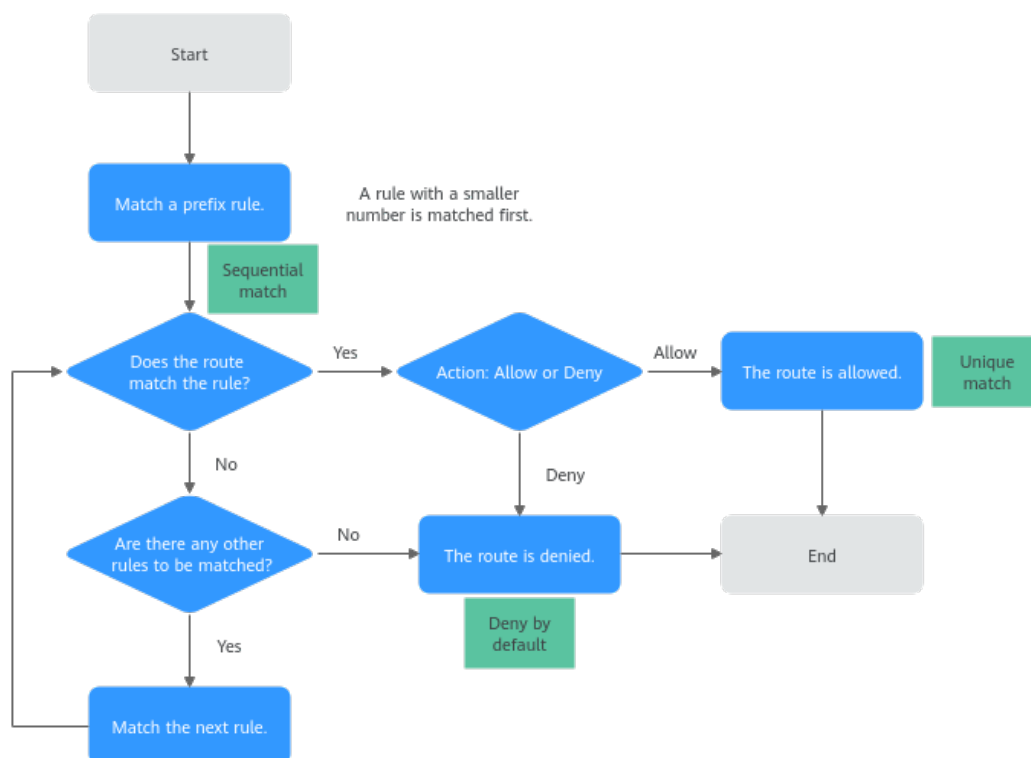 Start
Match a prefix rule.
A rule with a smaller
number is matched first.
Sequential
match
Does the route
match the rule?
Yes
Action: Allow or Deny
Allow
The route is allowed.
Unique
match
No
Deny
Are there any other
rules to be matched?
No
The route is denied.
End
Deny by
default
Yes
Match the next rule.